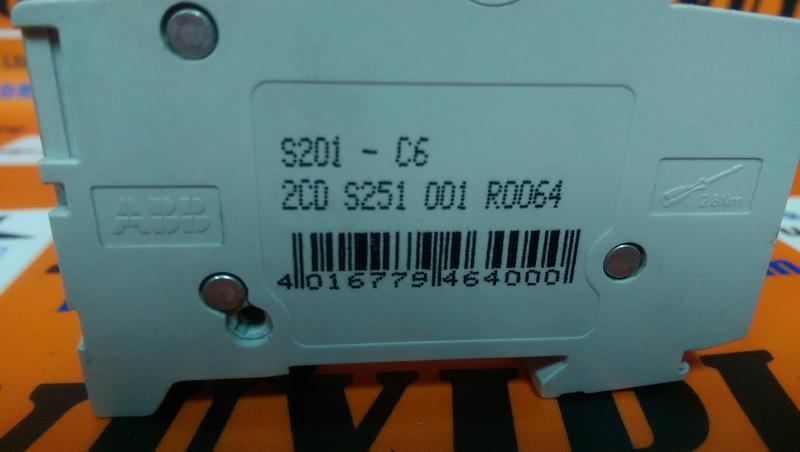 S201 - C6
2CD S251 001 R0064
ABB
2,8Nm
4 016779 464000